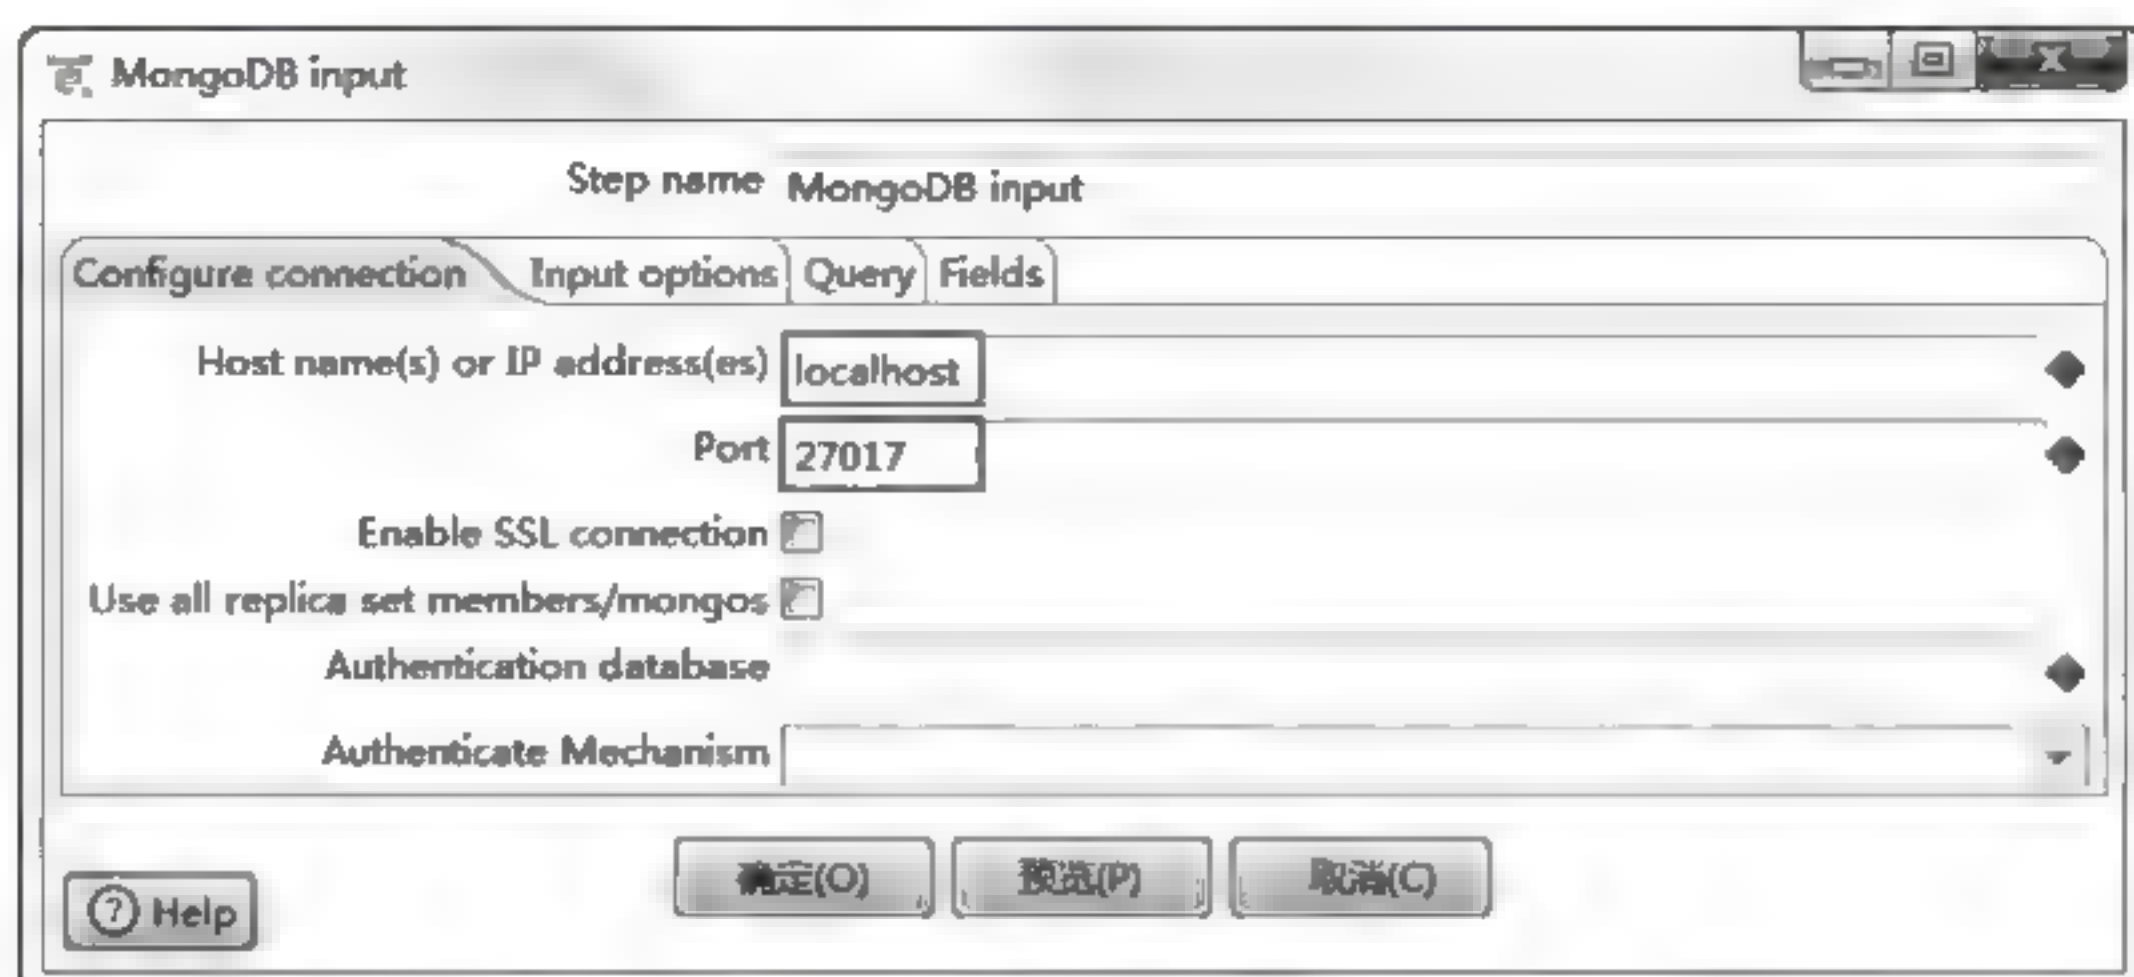 MongoDB input
Step name MongoDB input
Configure connection Input options Query Fields
Host name(s) or IP address(es) localhost
Port 27017
Enable SSL connection
Use all replica set members/mongos
Authentication database
Authenticate Mechanism
确定(O) 预览(P) 取消(C)
Help